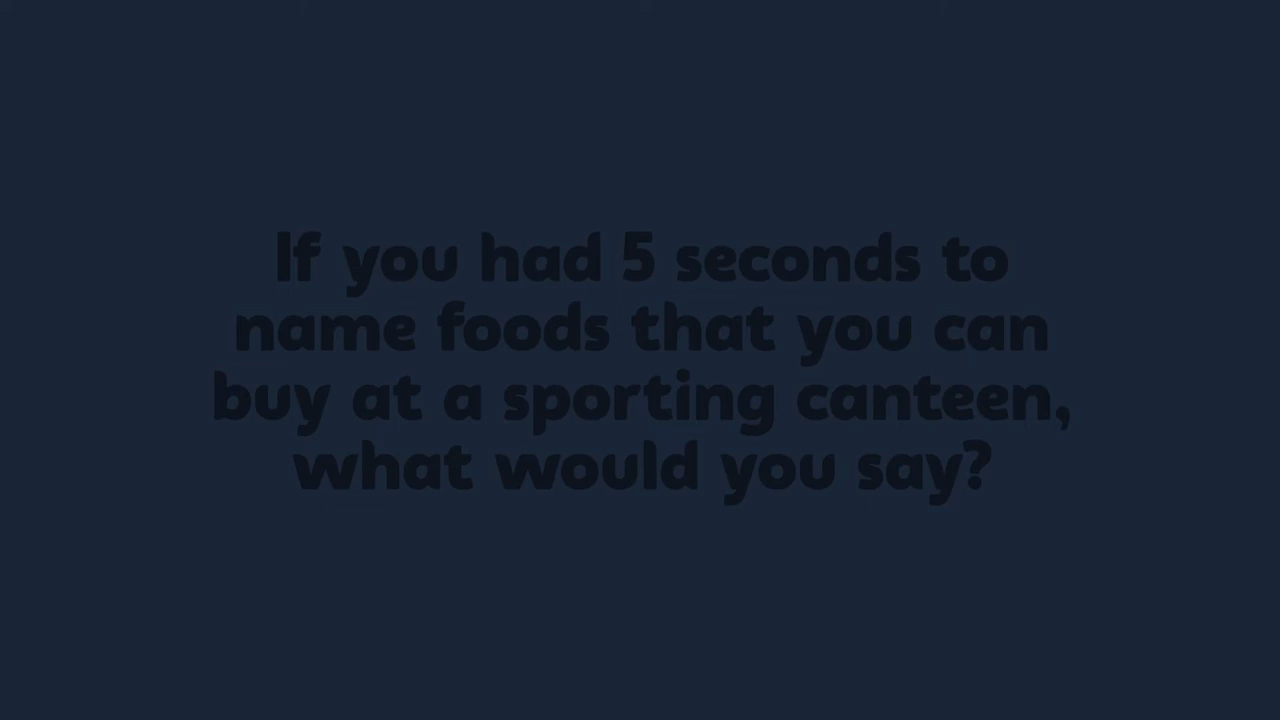 If you had 5 seconds to
name foods that you can
buy at a sporting canteen,
what would you say?